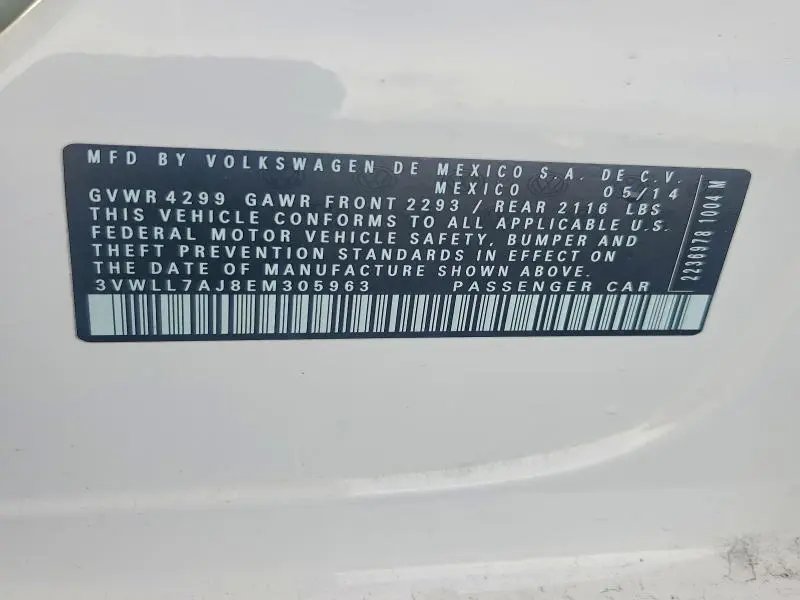 MFD BY VOLKSWAGEN DE MEXICO S.A. DE C.V.
MEXICO 05/14
GVWR 4299 GAWR FRONT 2293 / REAR 2116 LBS
THIS VEHICLE CONFORMS TO ALL APPLICABLE U.S.
FEDERAL MOTOR VEHICLE SAFETY, BUMPER AND
THEFT PREVENTION STANDARDS IN EFFECT ON
THE DATE OF MANUFACTURE SHOWN ABOVE.
3VWLL7AJ8EM305963 PASSENGER CAR
2236978 1004 M